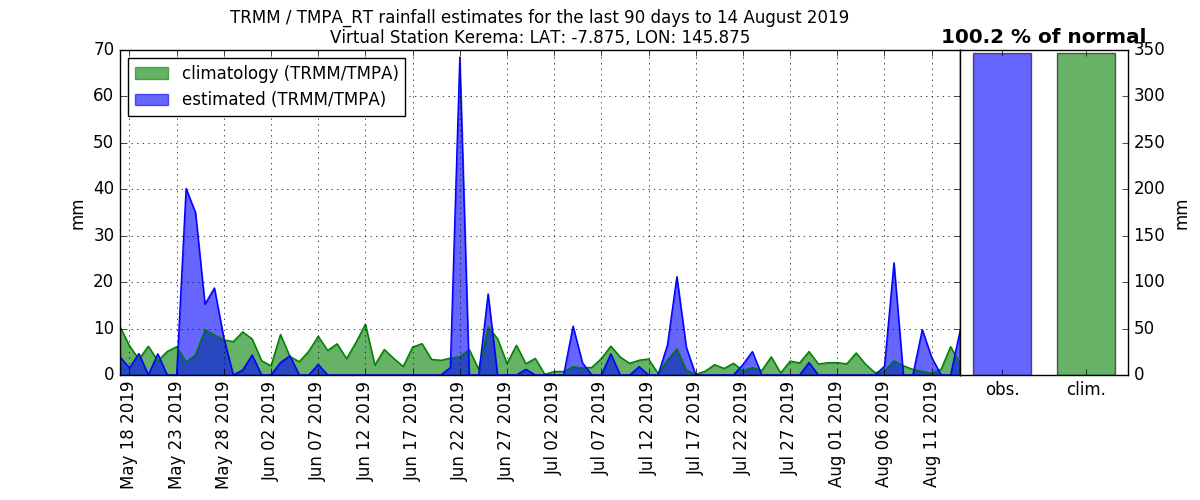 TRMM / TMPA_RT rainfall estimates for the last 90 days to 14 August 2019
Virtual Station Kerema: LAT: -7.875, LON: 145.875
100.2 % of normal
climatology (TRMM/TMPA)
estimated (TRMM/TMPA)
mm
70
60
50
40
30
20
10
0
May 18 2019
May 23 2019
May 28 2019
Jun 02 2019
Jun 07 2019
Jun 12 2019
Jun 17 2019
Jun 22 2019
Jun 27 2019
Jul 02 2019
Jul 07 2019
Jul 12 2019
Jul 17 2019
Jul 22 2019
Jul 27 2019
Aug 01 2019
Aug 06 2019
Aug 11 2019
obs.
clim.
350
300
250
200
150
100
50
0
mm